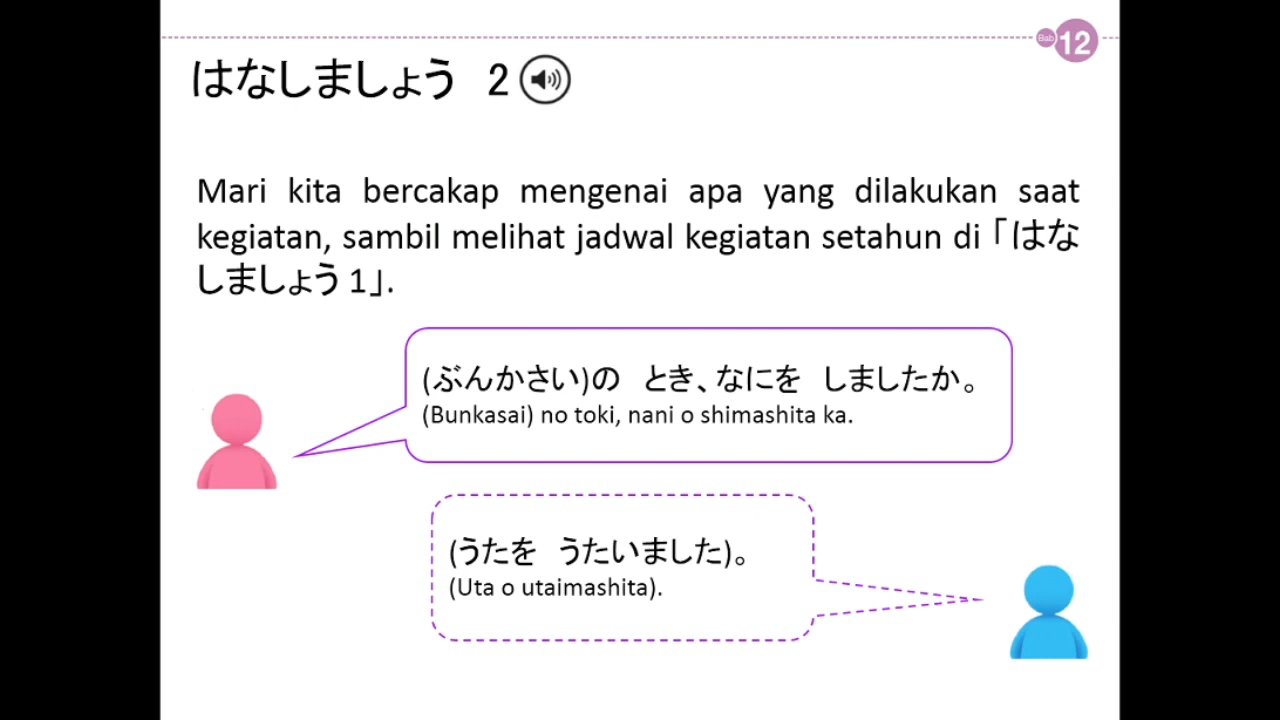 Bab 12
はなしましょう 2
Mari kita bercakap mengenai apa yang dilakukan saat
kegiatan, sambil melihat jadwal kegiatan setahun di「はな
しましょう 1」.
(ぶんかさい)の とき、なにを しましたか。
(Bunkasai) no toki, nani o shimashita ka.
(うたを うたいました)。
(Uta o utaimashita).